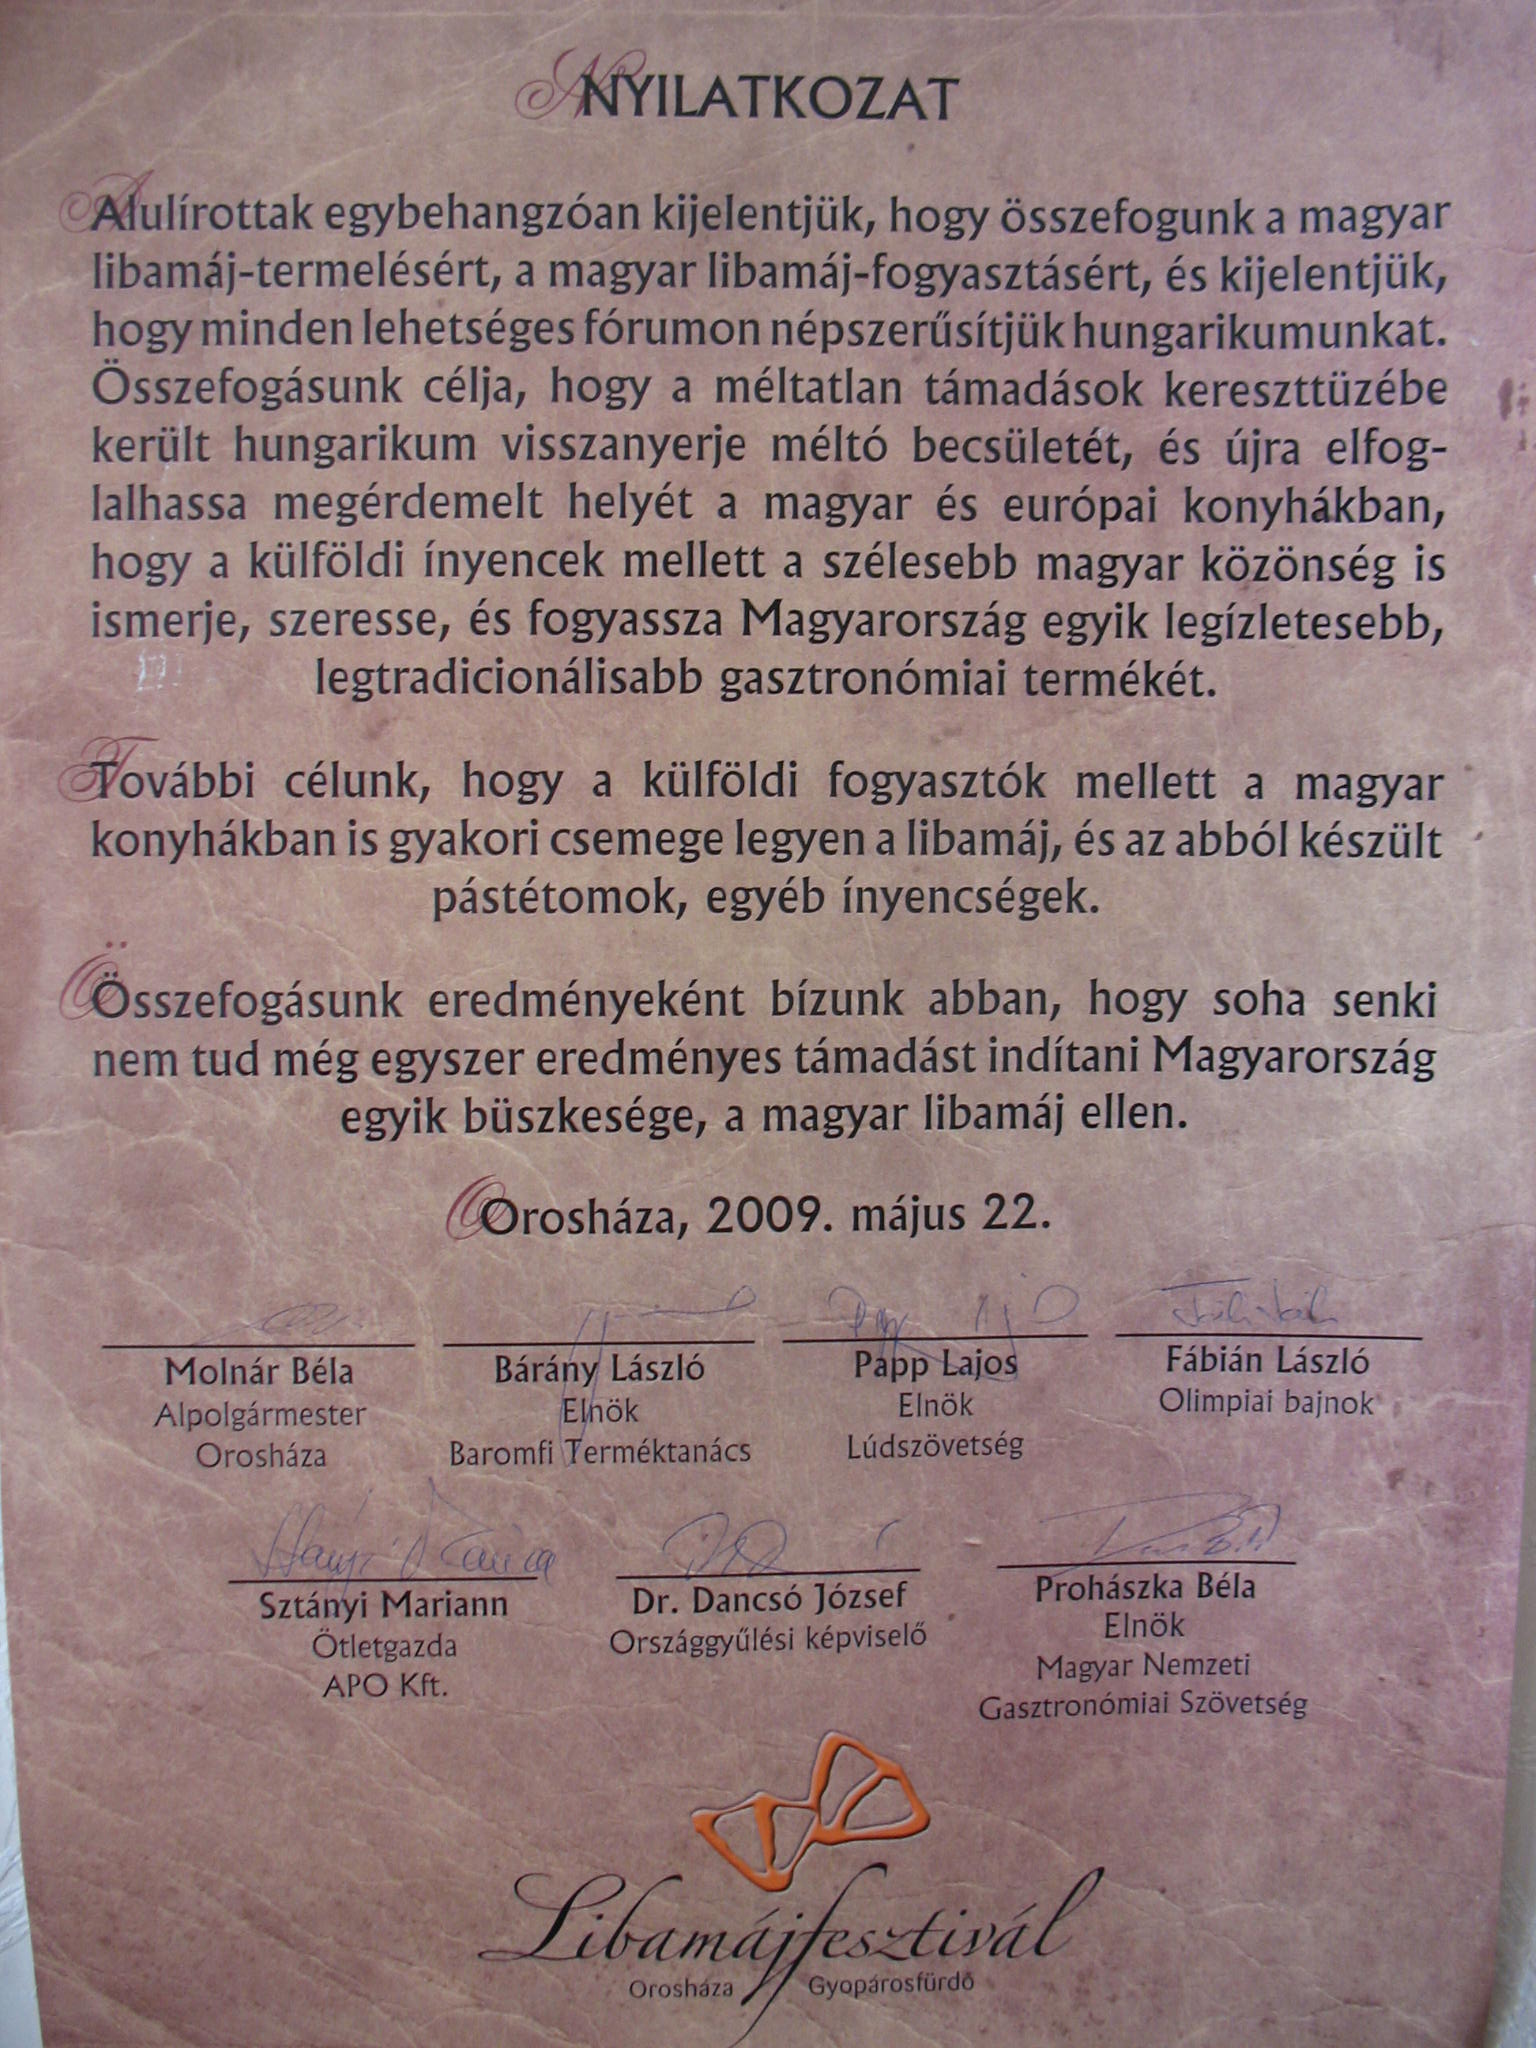 NYILATKOZAT
Alulírottak egybehangzóan kijelentjük, hogy összefogunk a magyar
libamáj-termelésért, a magyar libamáj-fogyasztásért, és kijelentjük,
hogy minden lehetséges fórumon népszerűsítjük hungarikumunkat.
Összefogásunk célja, hogy a méltatlan támadások kereszttüzébe
került hungarikum visszanyerje méltó becsületét, és újra elfog-
lalhassa megérdemelt helyét a magyar és európai konyhákban,
hogy a külföldi ínyencek mellett a szélesebb magyar közönség is
ismerje, szeresse, és fogyassza Magyarország egyik legízletesebb,
legtradicionálisabb gasztronómiai termékét.
További célunk, hogy a külföldi fogyasztók mellett a magyar
konyhákban is gyakori csemege legyen a libamáj, és az abból készült
pástétomok, egyéb ínyencségek.
Összefogásunk eredményeként bízunk abban, hogy soha senki
nem tud még egyszer eredményes támadást indítani Magyarország
egyik büszkesége, a magyar libamáj ellen.
Orosháza, 2009. május 22.
Molnár Béla
Alpolgármester
Orosháza
Bárány László
Elnök
Baromfi Terméktanács
Papp Lajos
Elnök
Lúdszövetség
Fábián László
Olimpiai bajnok
Sztányi Mariann
Ötletgazda
APO Kft.
Dr. Dancsó József
Országgyűlési képviselő
Prohászka Béla
Elnök
Magyar Nemzeti
Gasztronómiai Szövetség
Libamájfesztivál
Orosháza Gyopárosfürdő